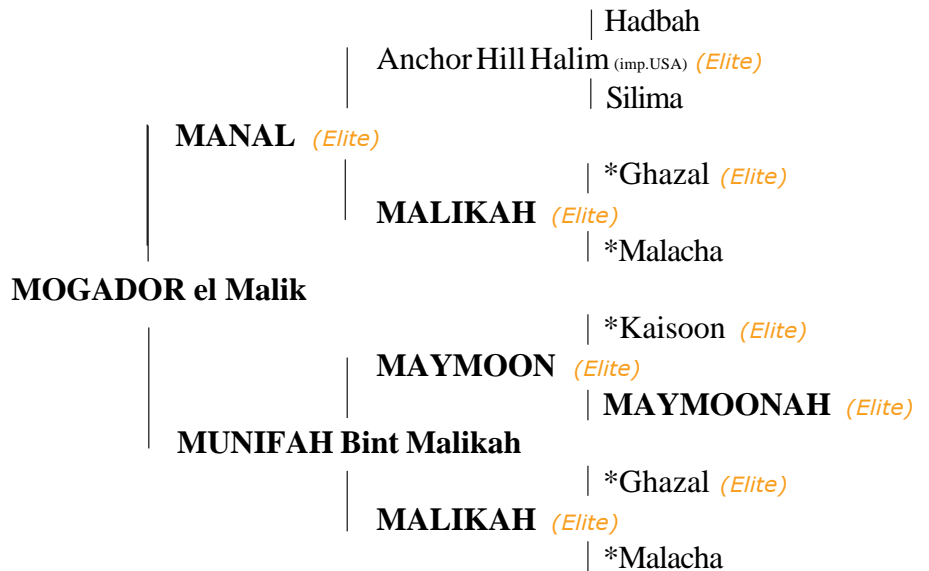 Hadbah
Anchor Hill Halim (imp.USA) (Elite)
Silima
MANAL (Elite)
*Ghazal (Elite)
MALIKAH (Elite)
*Malacha
MOGADOR el Malik
*Kaisoon (Elite)
MAYMOON (Elite)
MAYMOONAH (Elite)
MUNIFAH Bint Malikah
*Ghazal (Elite)
MALIKAH (Elite)
*Malacha